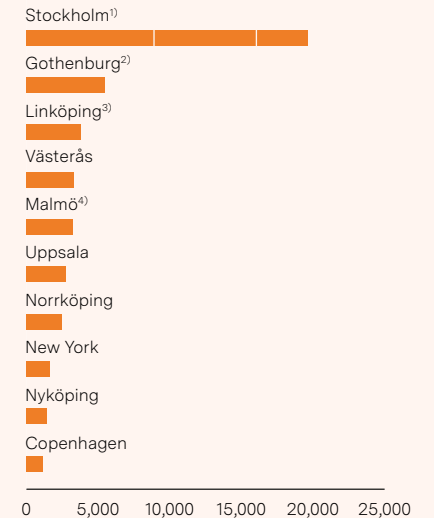 Stockholm¹⁾
Gothenburg²⁾
Linköping³⁾
Västerås
Malmö⁴⁾
Uppsala
Norrköping
New York
Nyköping
Copenhagen
0 5,000 10,000 15,000 20,000 25,000